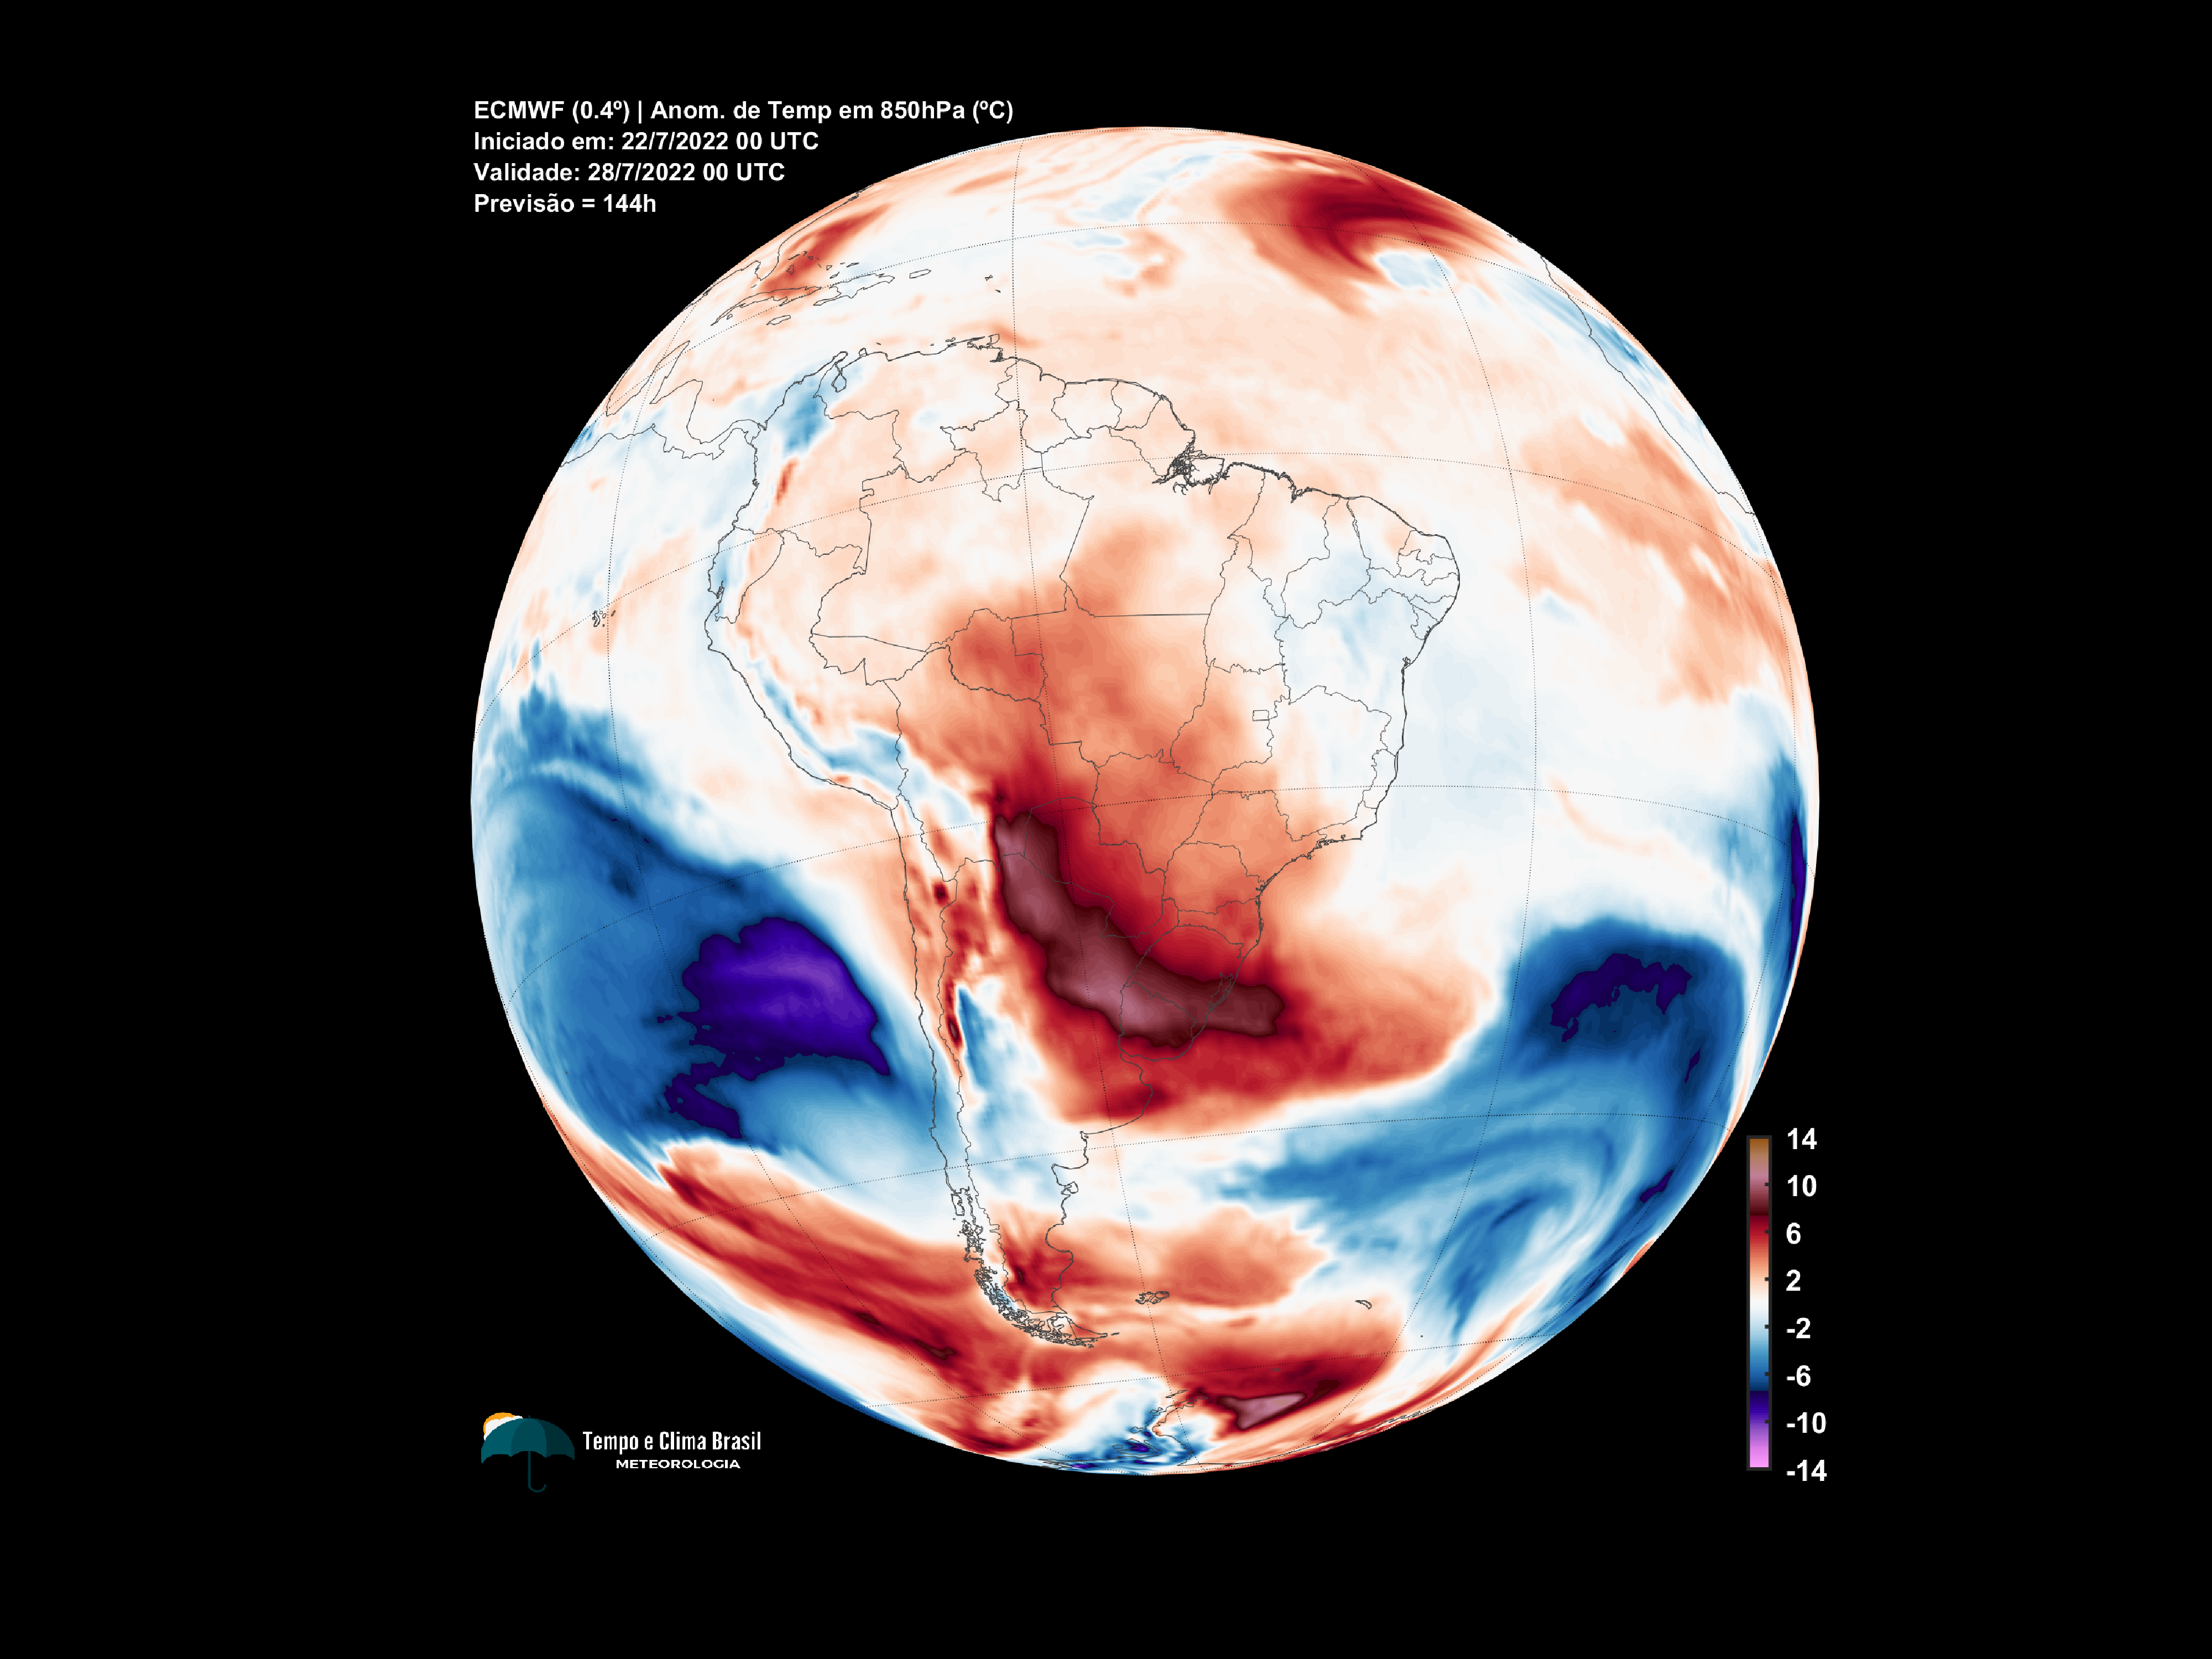 ECMWF (0.4º) | Anom. de Temp em 850hPa (ºC)
Iniciado em: 22/7/2022 00 UTC
Validade: 28/7/2022 00 UTC
Previsão = 144h
14
10
6
2
-2
-6
-10
-14
Tempo e Clima Brasil
METEOROLOGIA